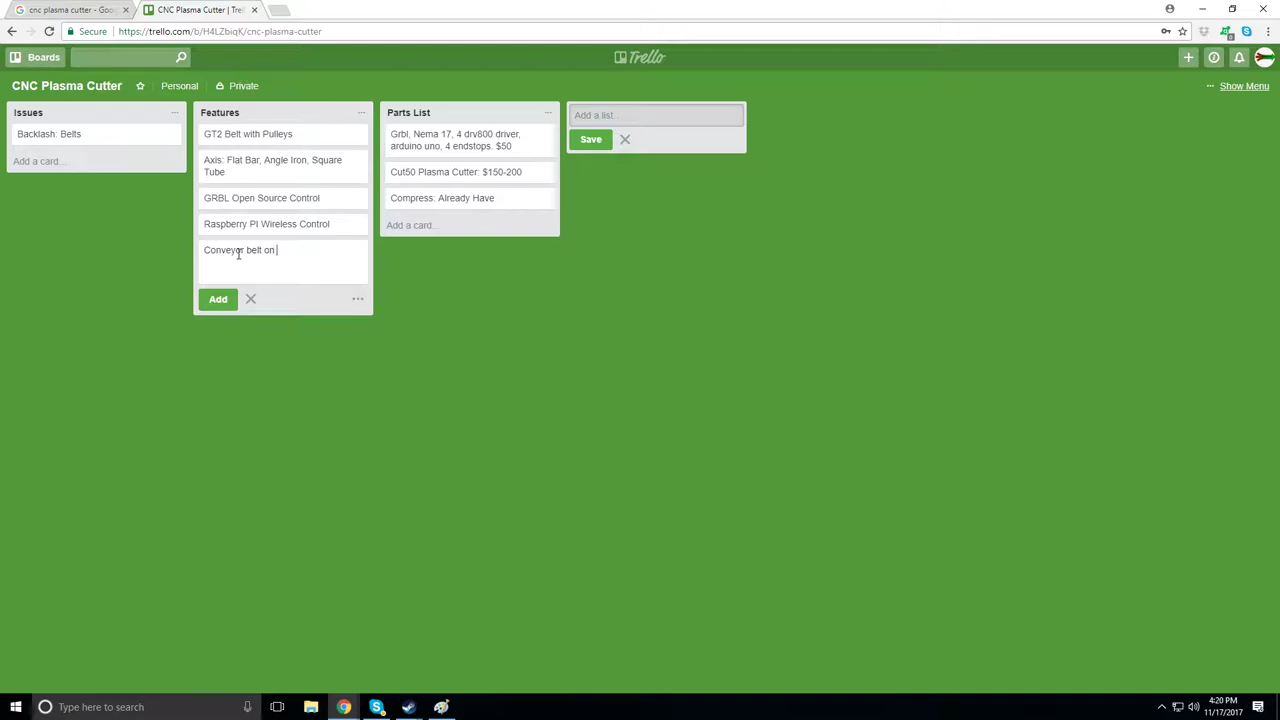 cnc plasma cutter - Goo
CNC Plasma Cutter | Tre
Secure
https://trello.com/b/H4LZbiqK/cnc-plasma-cutter
Boards
Trello
CNC Plasma Cutter
Personal
Private
... Show Menu
Issues
Backlash: Belts
Add a card...
Features
GT2 Belt with Pulleys
Axis: Flat Bar, Angle Iron, Square
Tube
GRBL Open Source Control
Raspberry PI Wireless Control
Conveyor belt on
Add
Parts List
Grbl, Nema 17, 4 drv800 driver,
arduino uno, 4 endstops. $50
Cut50 Plasma Cutter: $150-200
Compress: Already Have
Add a card...
Add a list...
Save
Type here to search
4:20 PM
11/17/2017